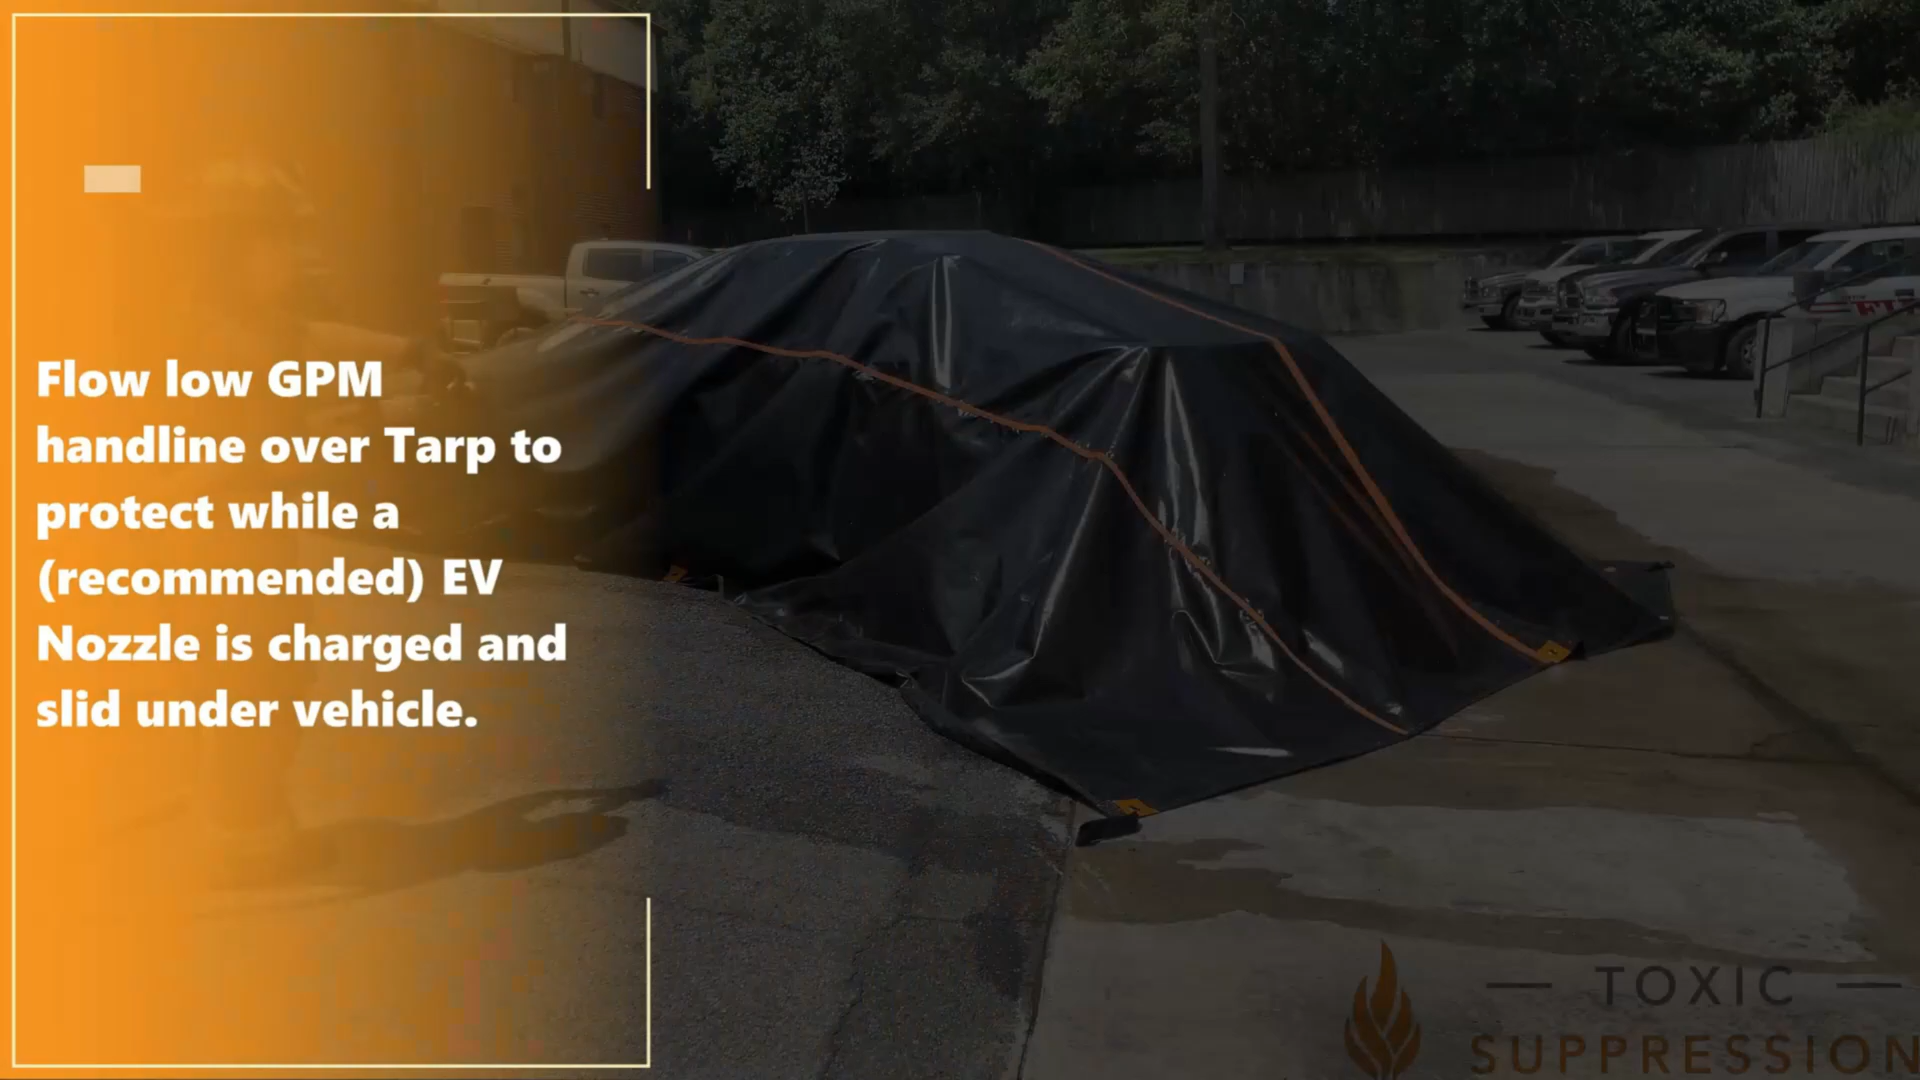 Flow low GPM
handline over Tarp to
protect while a
(recommended) EV
Nozzle is charged and
slid under vehicle.
TOXIC
SUPPRESSION